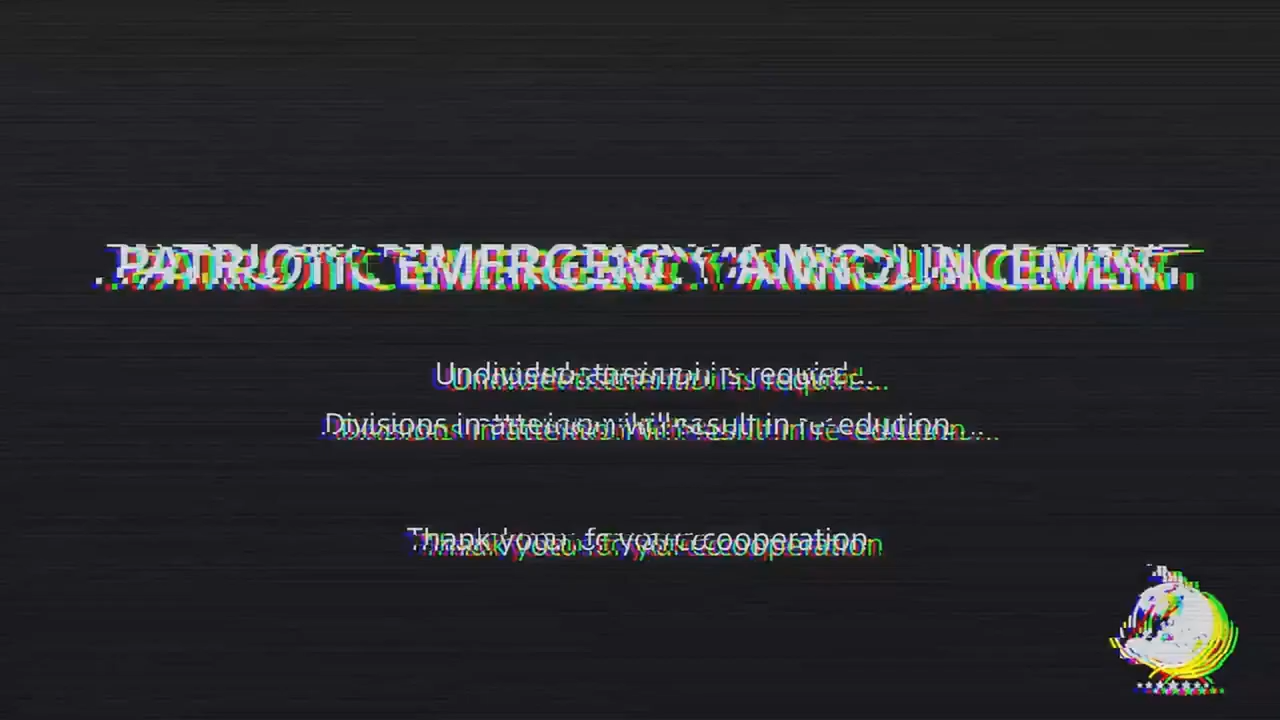 PATRIOTIC EMERGENCY ANNOUNCEMENT
Undivided attention is required...
Divisions in attention will result in re-edution...
Thank you for your cooperation